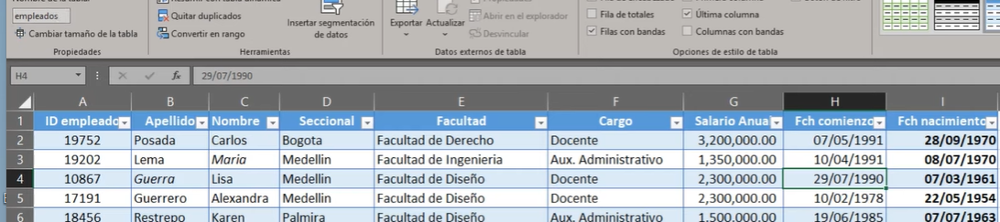 empleados
Cambiar tamaño de la tabla
Propiedades
Quitar duplicados
Convertir en rango
Insertar segmentación
de datos
Herramientas
Exportar Actualizar
Propiedades
Abrir en el explorador
Desvincular
Datos externos de tabla
Fila de totales
Filas con bandas
Última columna
Columnas con bandas
Opciones de estilo de tabla
H4 fx 29/07/1990
A B C D E F G H I
1 ID empleado Apellido Nombre Seccional Facultad Cargo Salario Anual Fch comienzo Fch nacimiento
2 19752 Posada Carlos Bogota Facultad de Derecho Docente 3,200,000.00 07/05/1991 28/09/1970
3 19202 Lema Maria Medellin Facultad de Ingenieria Aux. Administrativo 1,350,000.00 10/04/1991 08/07/1970
4 10867 Guerra Lisa Medellin Facultad de Diseño Docente 2,300,000.00 29/07/1990 07/03/1961
5 17191 Guerrero Alexandra Medellin Facultad de Diseño Docente 2,300,000.00 10/02/1978 22/05/1954
6 18456 Restrepo Karen Palmira Facultad de Diseño Aux. Administrativo 1,500,000.00 19/06/1985 07/07/1963